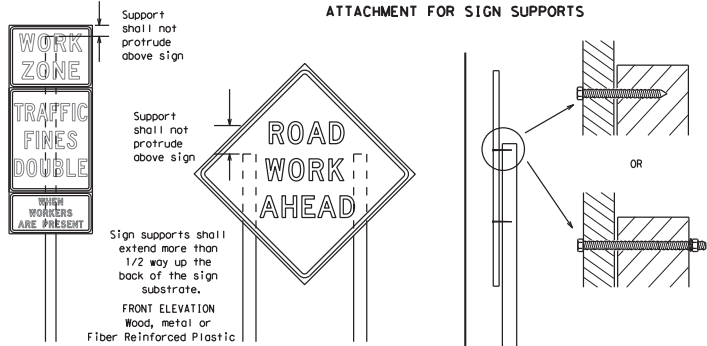 ATTACHMENT FOR SIGN SUPPORTS
Support
shall not
protrude
above sign
WORK
ZONE
TRAFFIC
FINES
DOUBLE
WHEN
WORKERS
ARE PRESENT
Support
shall not
protrude
above sign
ROAD
WORK
AHEAD
Sign supports shall
extend more than
1/2 way up the
back of the sign
substrate.
FRONT ELEVATION
Wood, metal or
Fiber Reinforced Plastic
OR